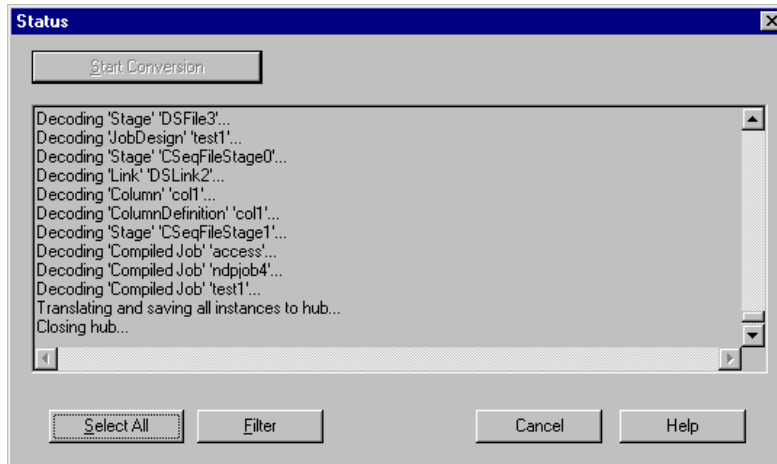 Status
Start Conversion
Decoding 'Stage' 'DSFile3'...
Decoding 'JobDesign' 'test1'...
Decoding 'Stage' 'CSeqFileStage0'...
Decoding 'Link' 'DSLink2'...
Decoding 'Column' 'col1'...
Decoding 'ColumnDefinition' 'col1'...
Decoding 'Stage' 'CSeqFileStage1'...
Decoding 'Compiled Job' 'access'...
Decoding 'Compiled Job' 'ndpjob4'...
Decoding 'Compiled Job' 'test1'...
Translating and saving all instances to hub...
Closing hub...
Select All Filter Cancel Help